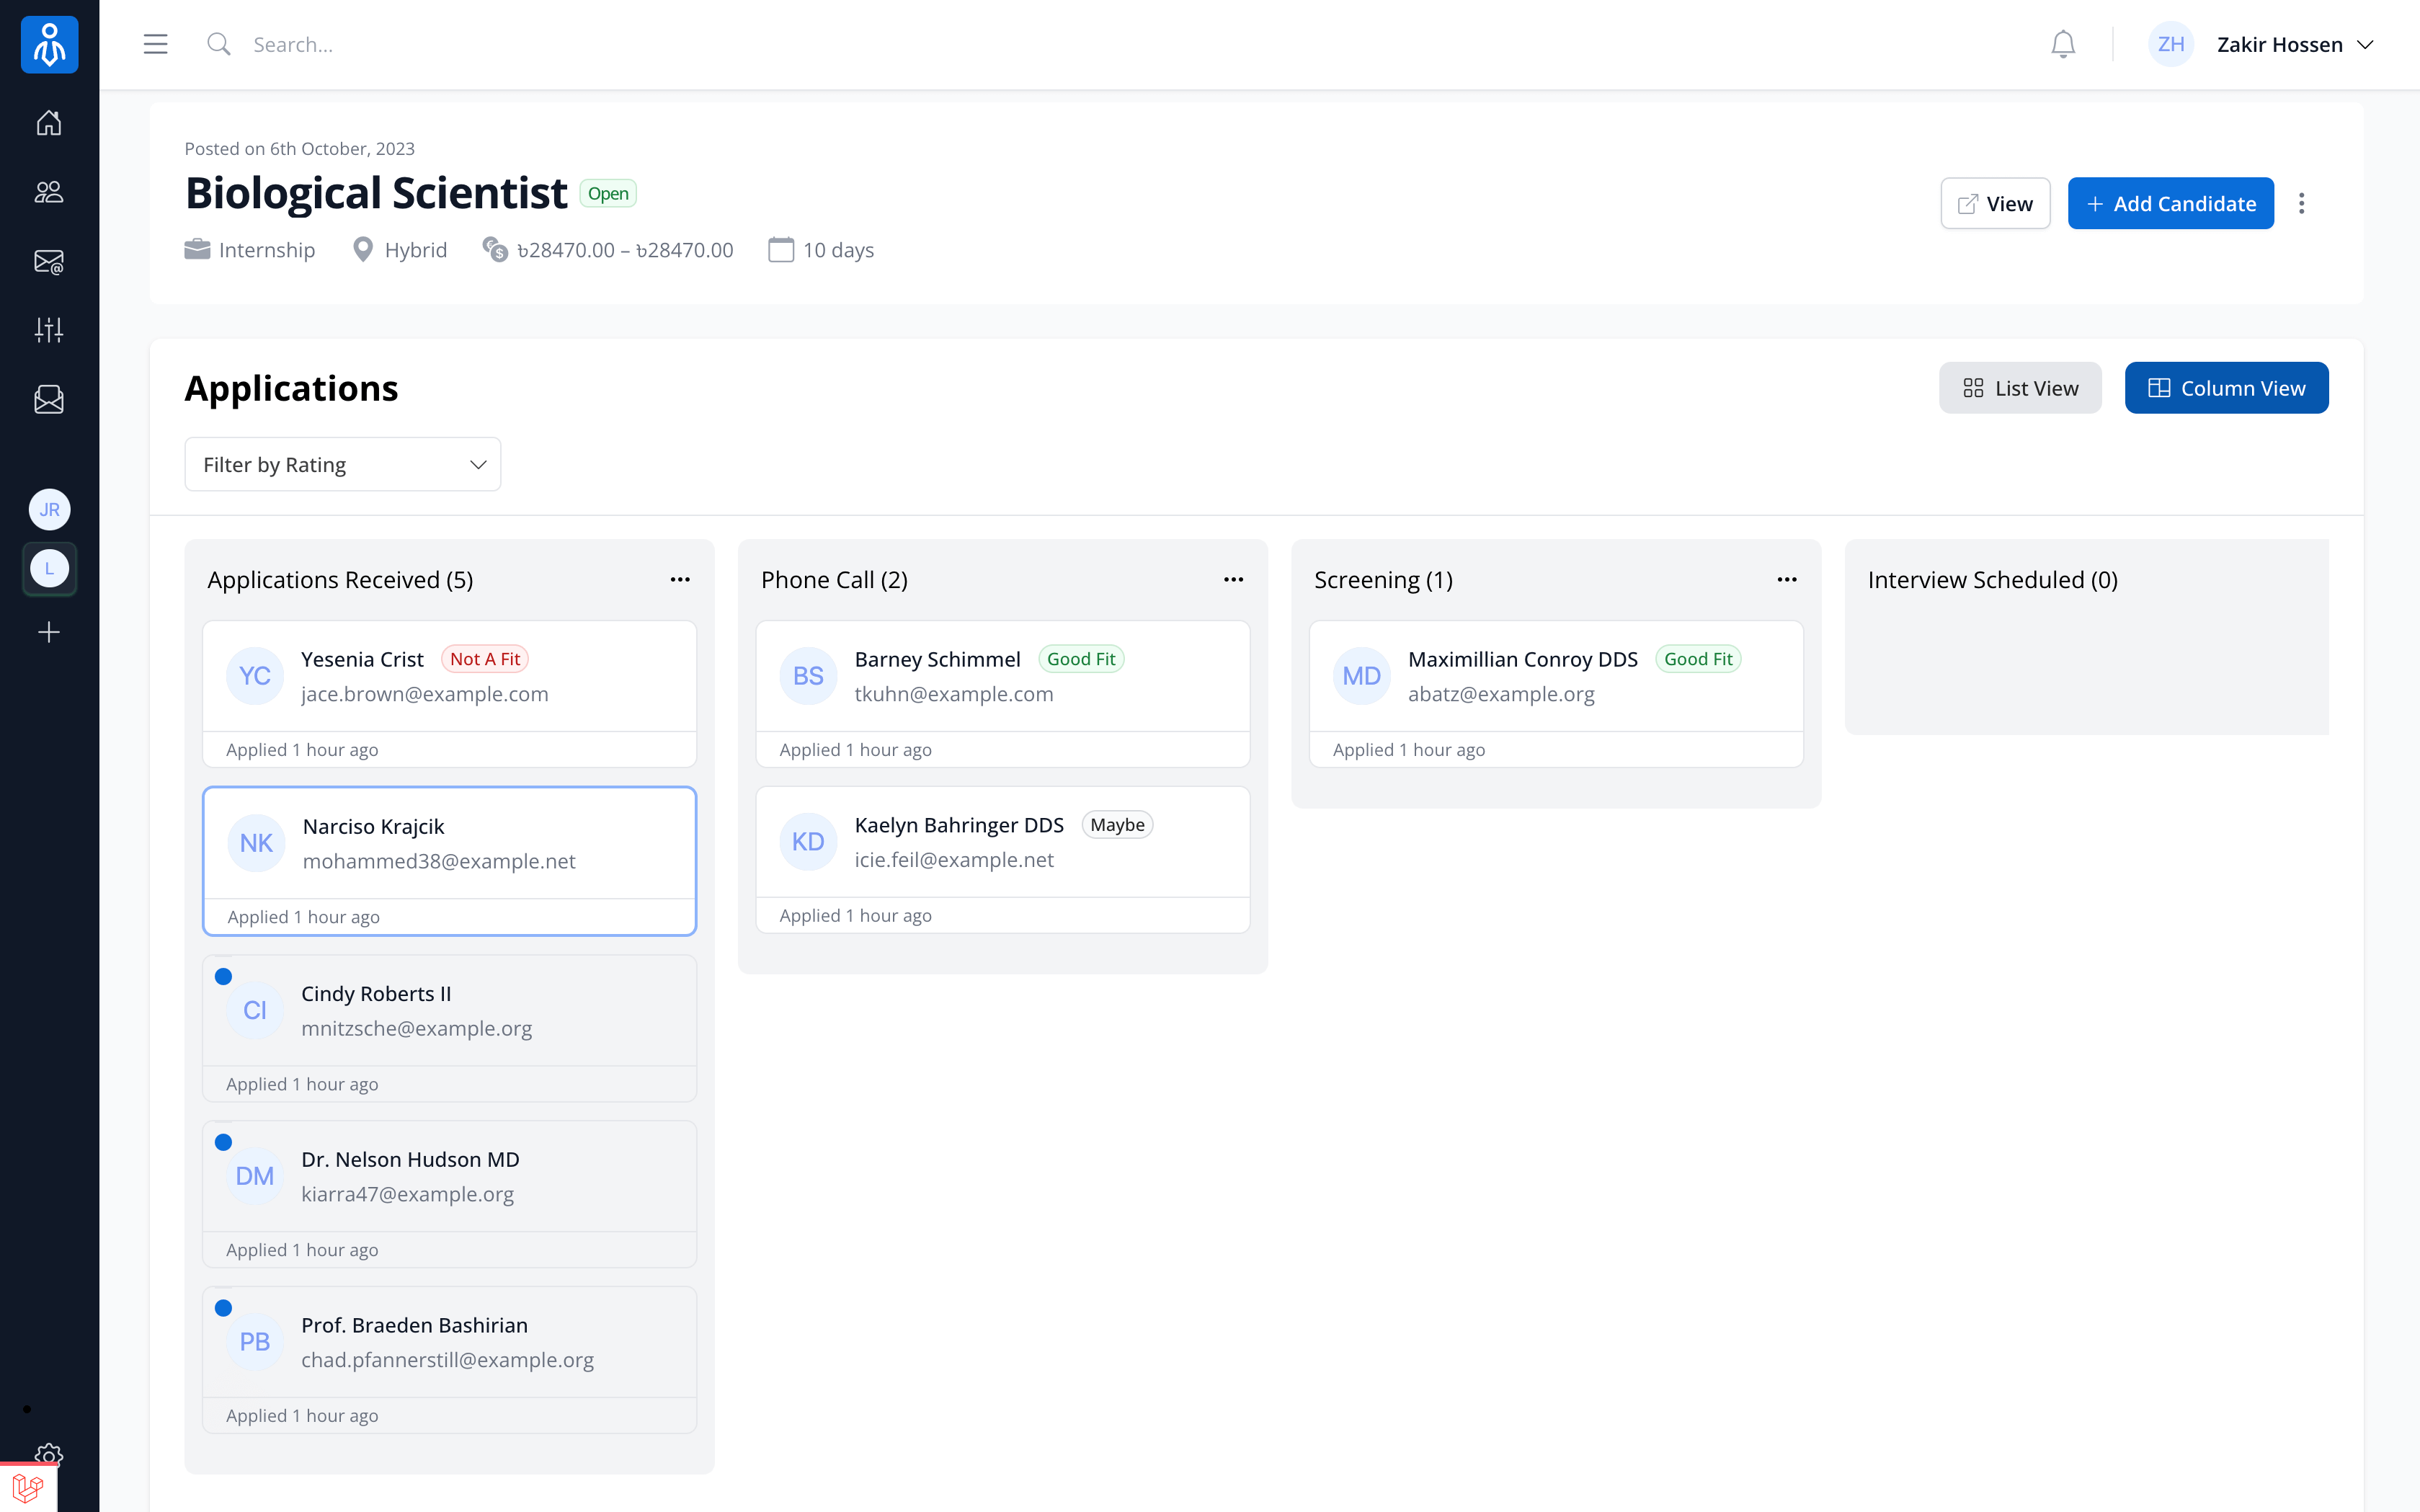 Search...
ZH
Zakir Hossen
Posted on 6th October, 2023
Biological Scientist
Open
Internship
Hybrid
৳28470.00 – ৳28470.00
10 days
View
Add Candidate
Applications
List View
Column View
Filter by Rating
JR
L
Applications Received (5)
YC
Yesenia Crist
Not A Fit
jace.brown@example.com
Applied 1 hour ago
NK
Narciso Krajcik
mohammed38@example.net
Applied 1 hour ago
CI
Cindy Roberts II
mnitzsche@example.org
Applied 1 hour ago
DM
Dr. Nelson Hudson MD
kiarra47@example.org
Applied 1 hour ago
PB
Prof. Braeden Bashirian
chad.pfannerstill@example.org
Applied 1 hour ago
Phone Call (2)
BS
Barney Schimmel
Good Fit
tkuhn@example.com
Applied 1 hour ago
KD
Kaelyn Bahringer DDS
Maybe
icie.feil@example.net
Applied 1 hour ago
Screening (1)
MD
Maximillian Conroy DDS
Good Fit
abatz@example.org
Applied 1 hour ago
Interview Scheduled (0)